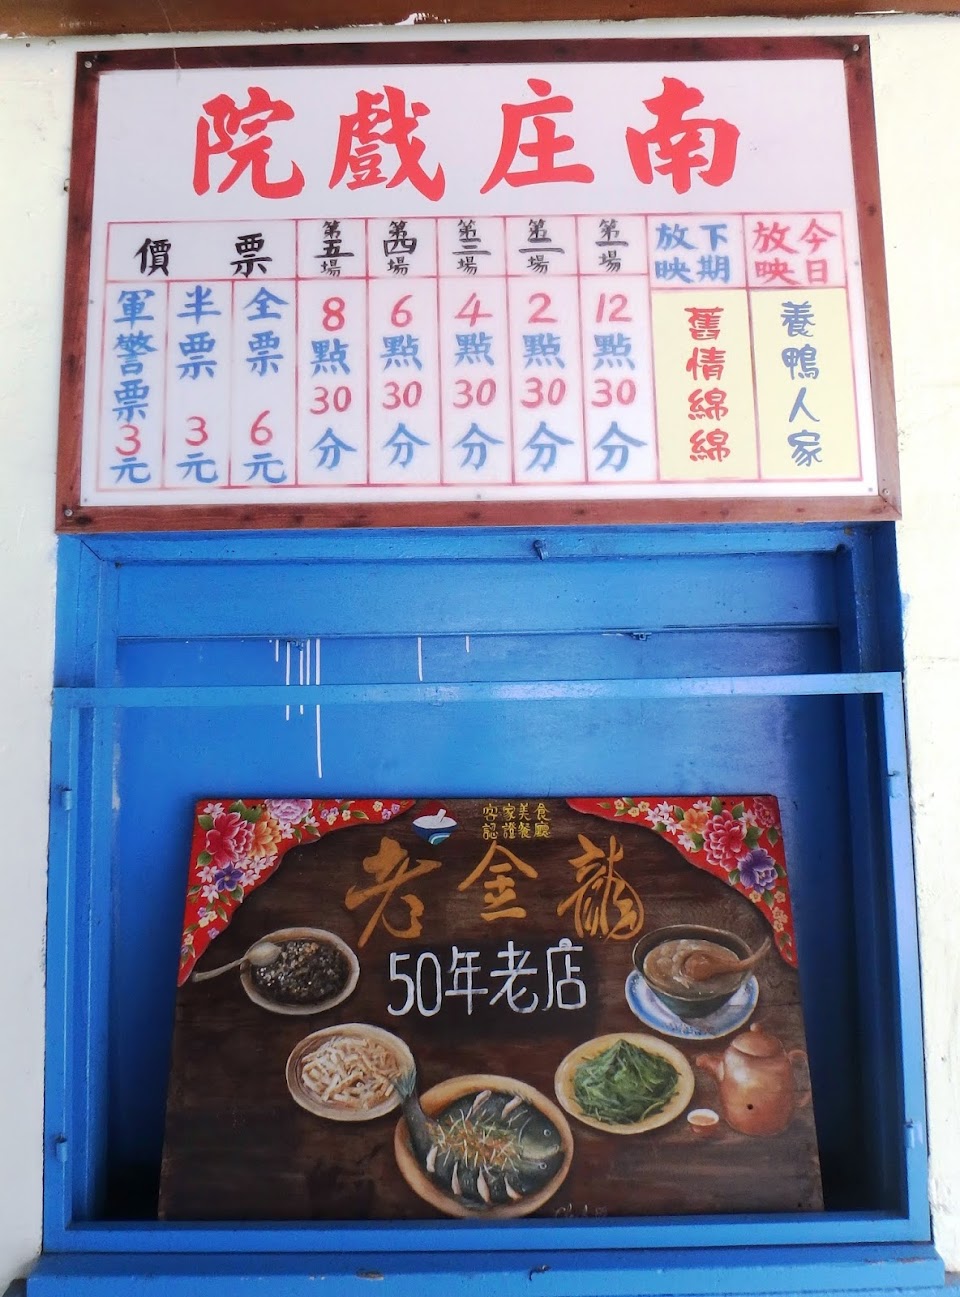 南庄戲院
今日放映
養鴨人家
下期放映
舊情綿綿
第一場
12點30分
第二場
2點30分
第三場
4點30分
第四場
6點30分
第五場
8點30分
票價
全票 6元
半票 3元
軍警票3元
客家美食
認證餐廳
老金龍
50年老店